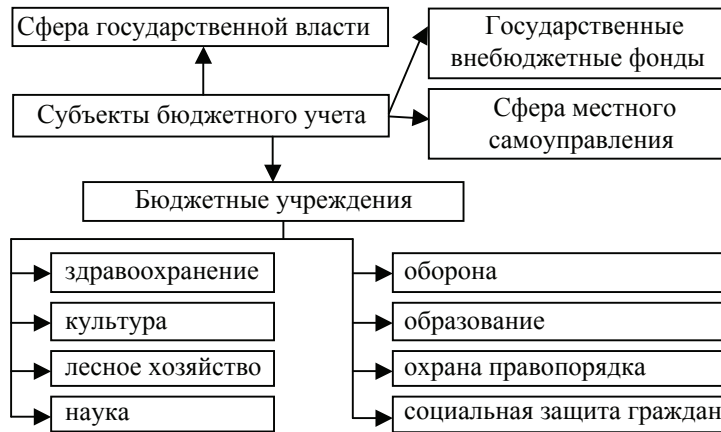 Сфера государственной власти
Государственные
внебюджетные фонды
Субъекты бюджетного учета
Сфера местного
самоуправления
Бюджетные учреждения
здравоохранение
культура
лесное хозяйство
наука
оборона
образование
охрана правопорядка
социальная защита граждан